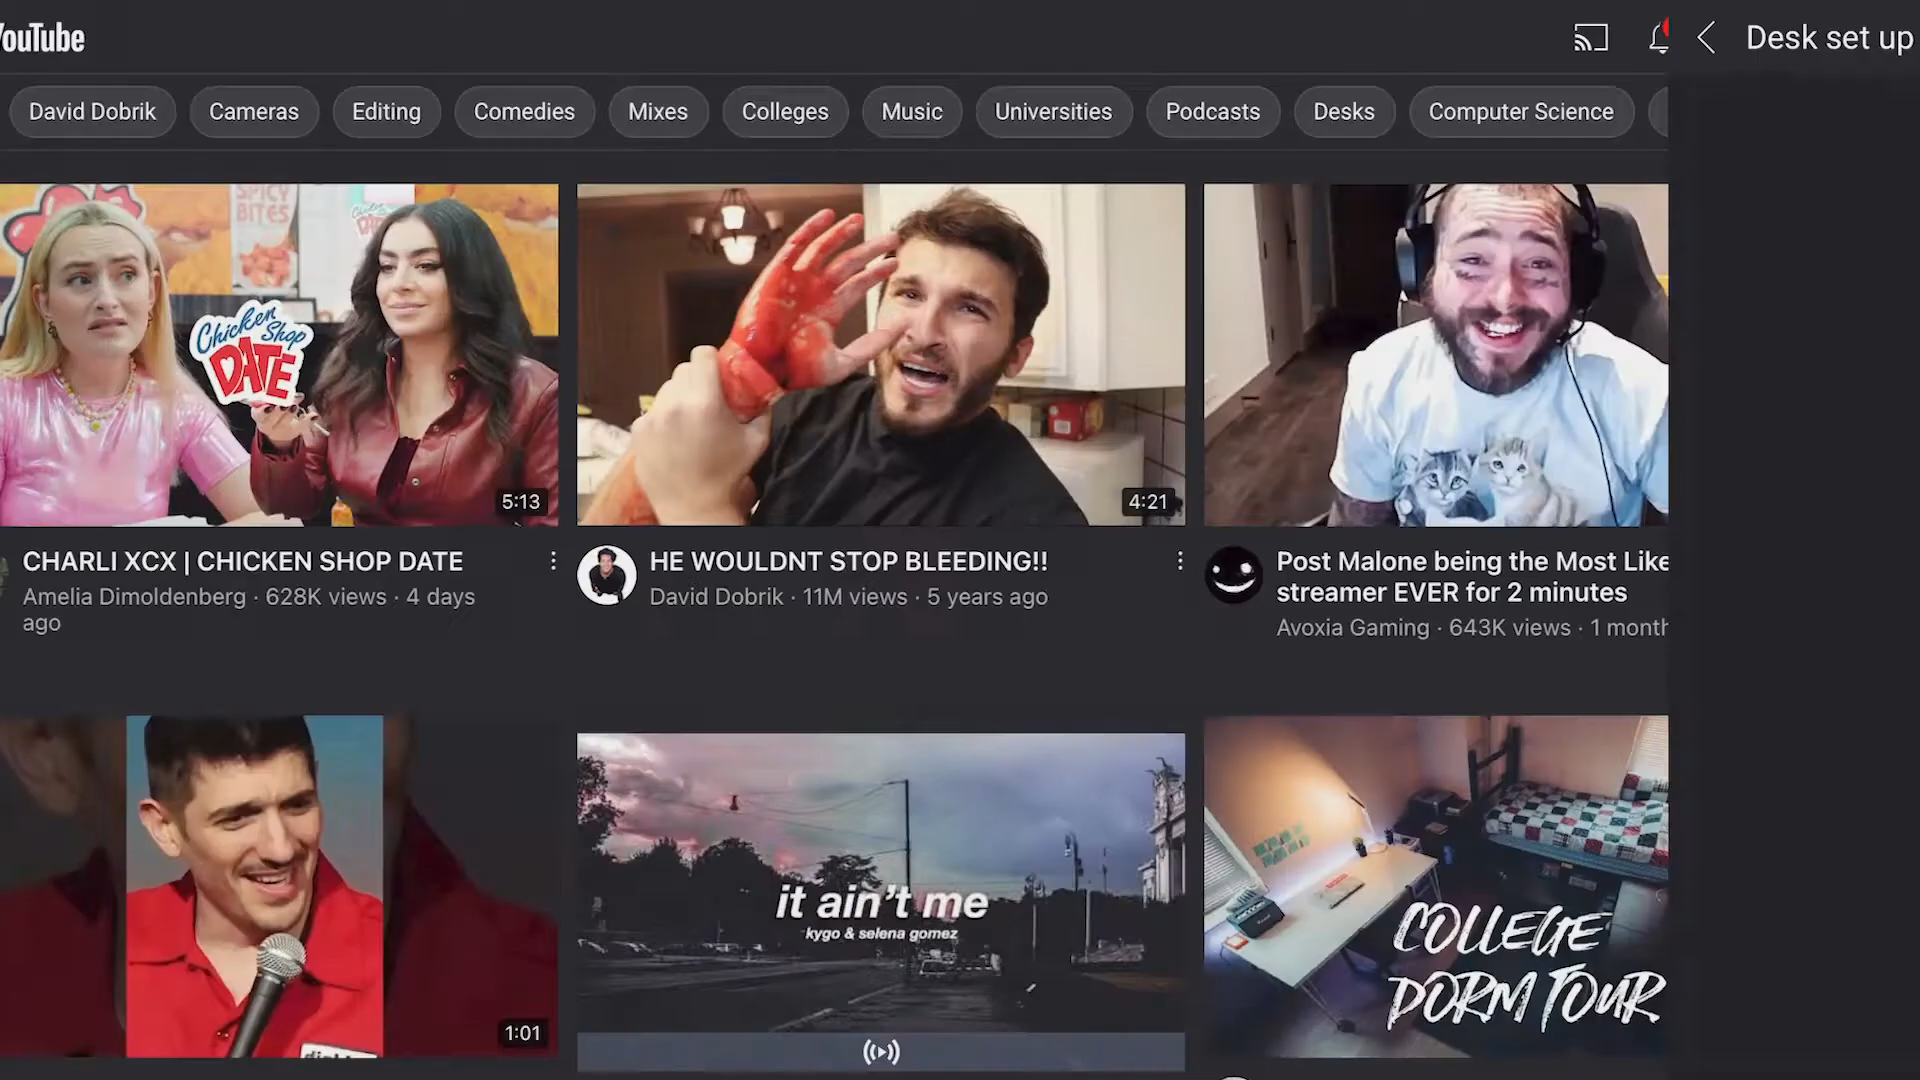 YouTube
Desk set up
David Dobrik
Cameras
Editing
Comedies
Mixes
Colleges
Music
Universities
Podcasts
Desks
Computer Science
SPICY
BITES
Chicken Shop
DATE
5:13
4:21
CHARLI XCX | CHICKEN SHOP DATE
Amelia Dimoldenberg · 628K views · 4 days
ago
HE WOULDNT STOP BLEEDING!!
David Dobrik · 11M views · 5 years ago
Post Malone being the Most Like
streamer EVER for 2 minutes
Avoxia Gaming · 643K views · 1 month
1:01
it ain't me
kygo & selena gomez
COLLEGE
DORM TOUR